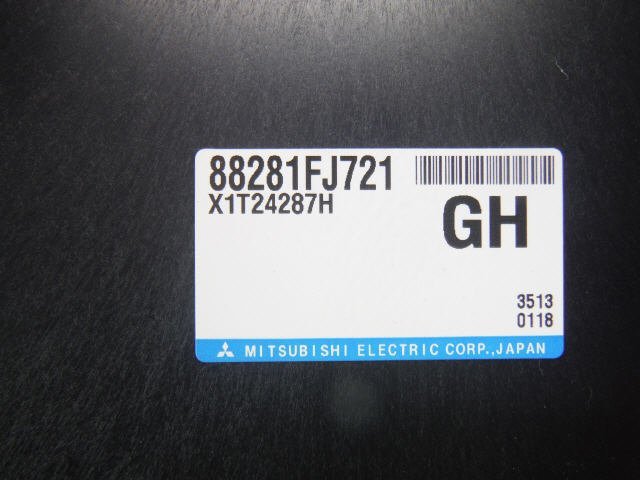 88281FJ721
X1T24287H
GH
3513
0118
MITSUBISHI ELECTRIC CORP.,JAPAN